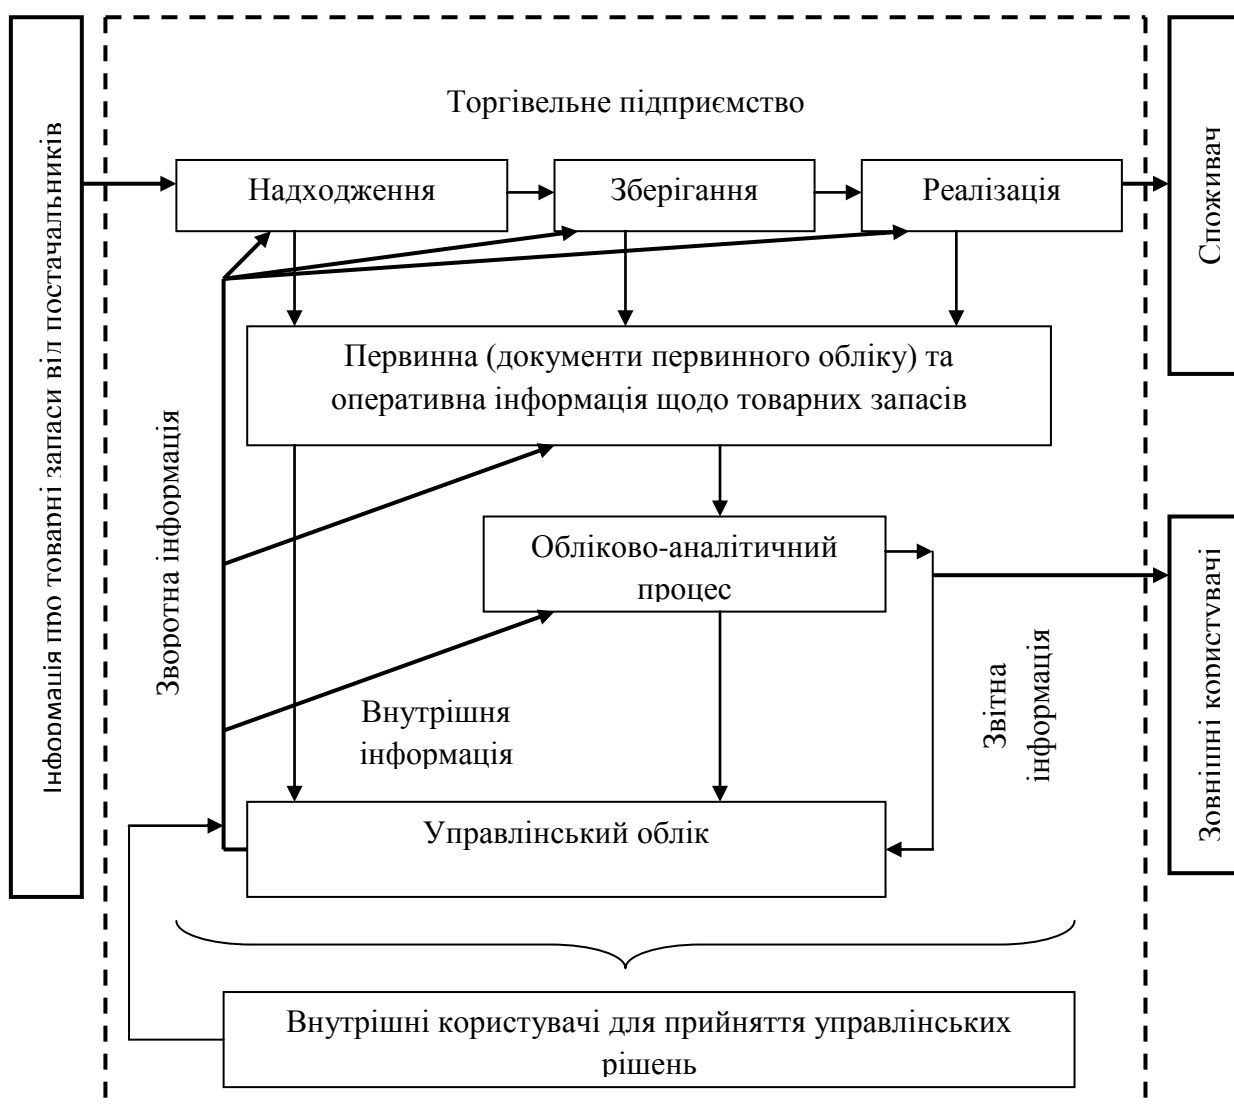 Інформація про товарні запаси від постачальників
Торгівельне підприємство
Надходження
Зберігання
Реалізація
Споживач
Первинна (документи первинного обліку) та
оперативна інформація щодо товарних запасів
Зворотна інформація
Обліково-аналітичний
процес
Внутрішня
інформація
Звітна
інформація
Зовнішні користувачі
Управлінський облік
Внутрішні користувачі для прийняття управлінських
рішень